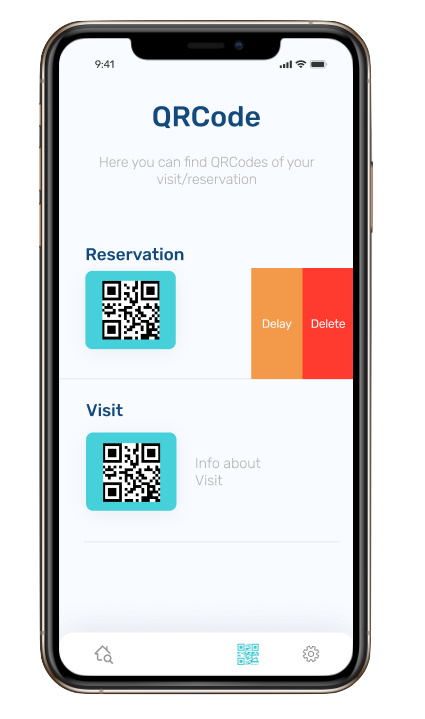 9:41
QRCode
Here you can find QRCodes of your
visit/reservation
Reservation
Delay
Delete
Visit
Info about
Visit